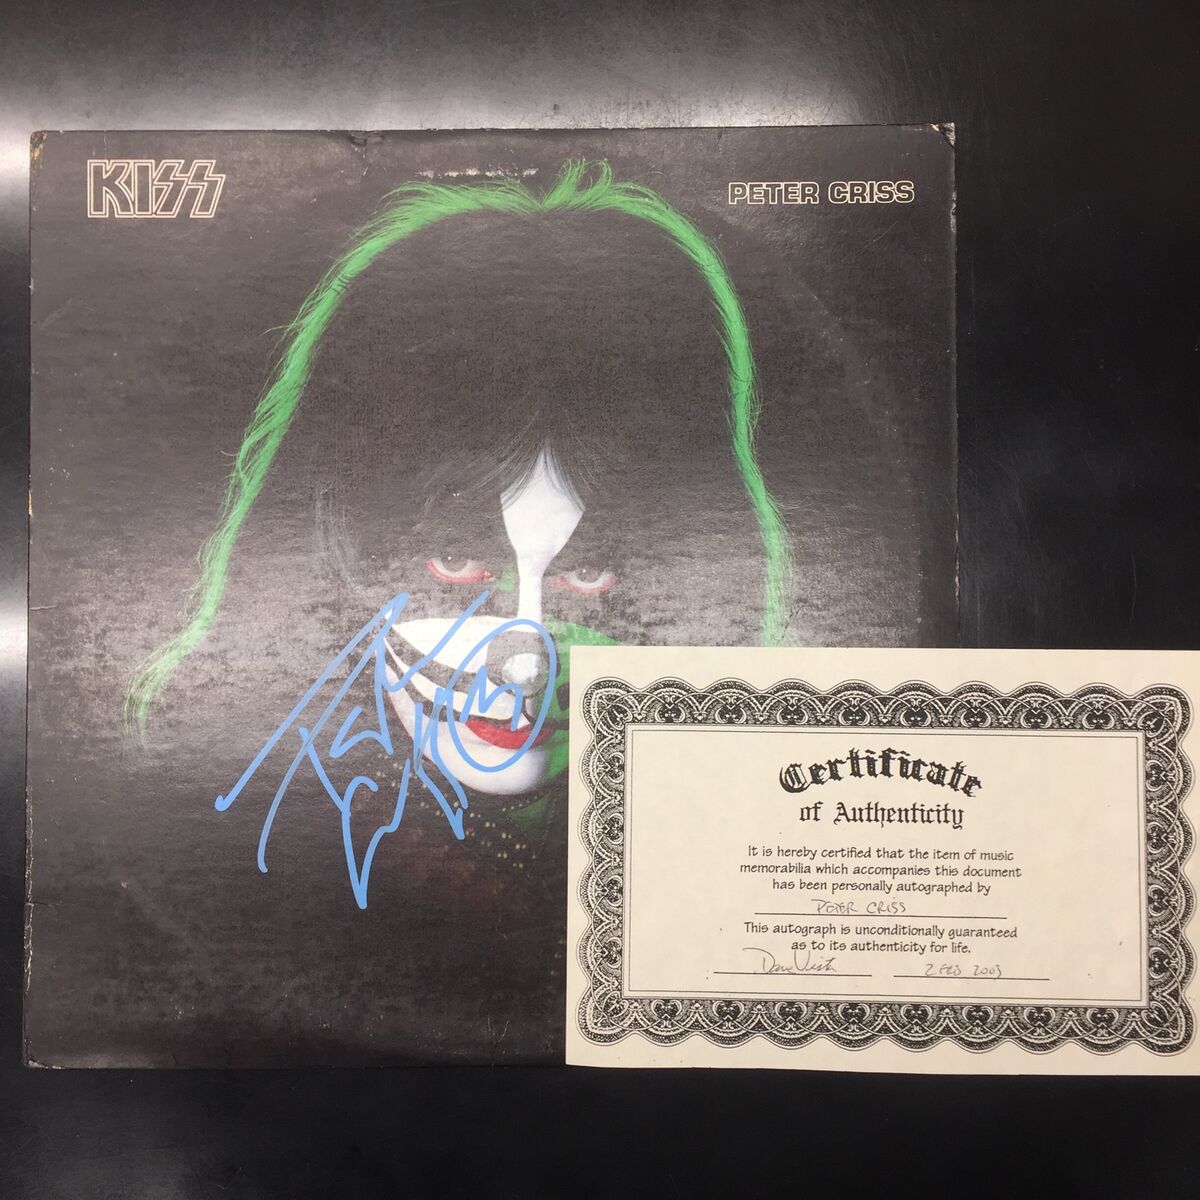 KISS
PETER CRISS
Certificate
of Authenticity
It is hereby certified that the item of music
memorabilia which accompanies this document
has been personally autographed by
PETER CRISS
This autograph is unconditionally guaranteed
as to its authenticity for life.
2 FEB 2003